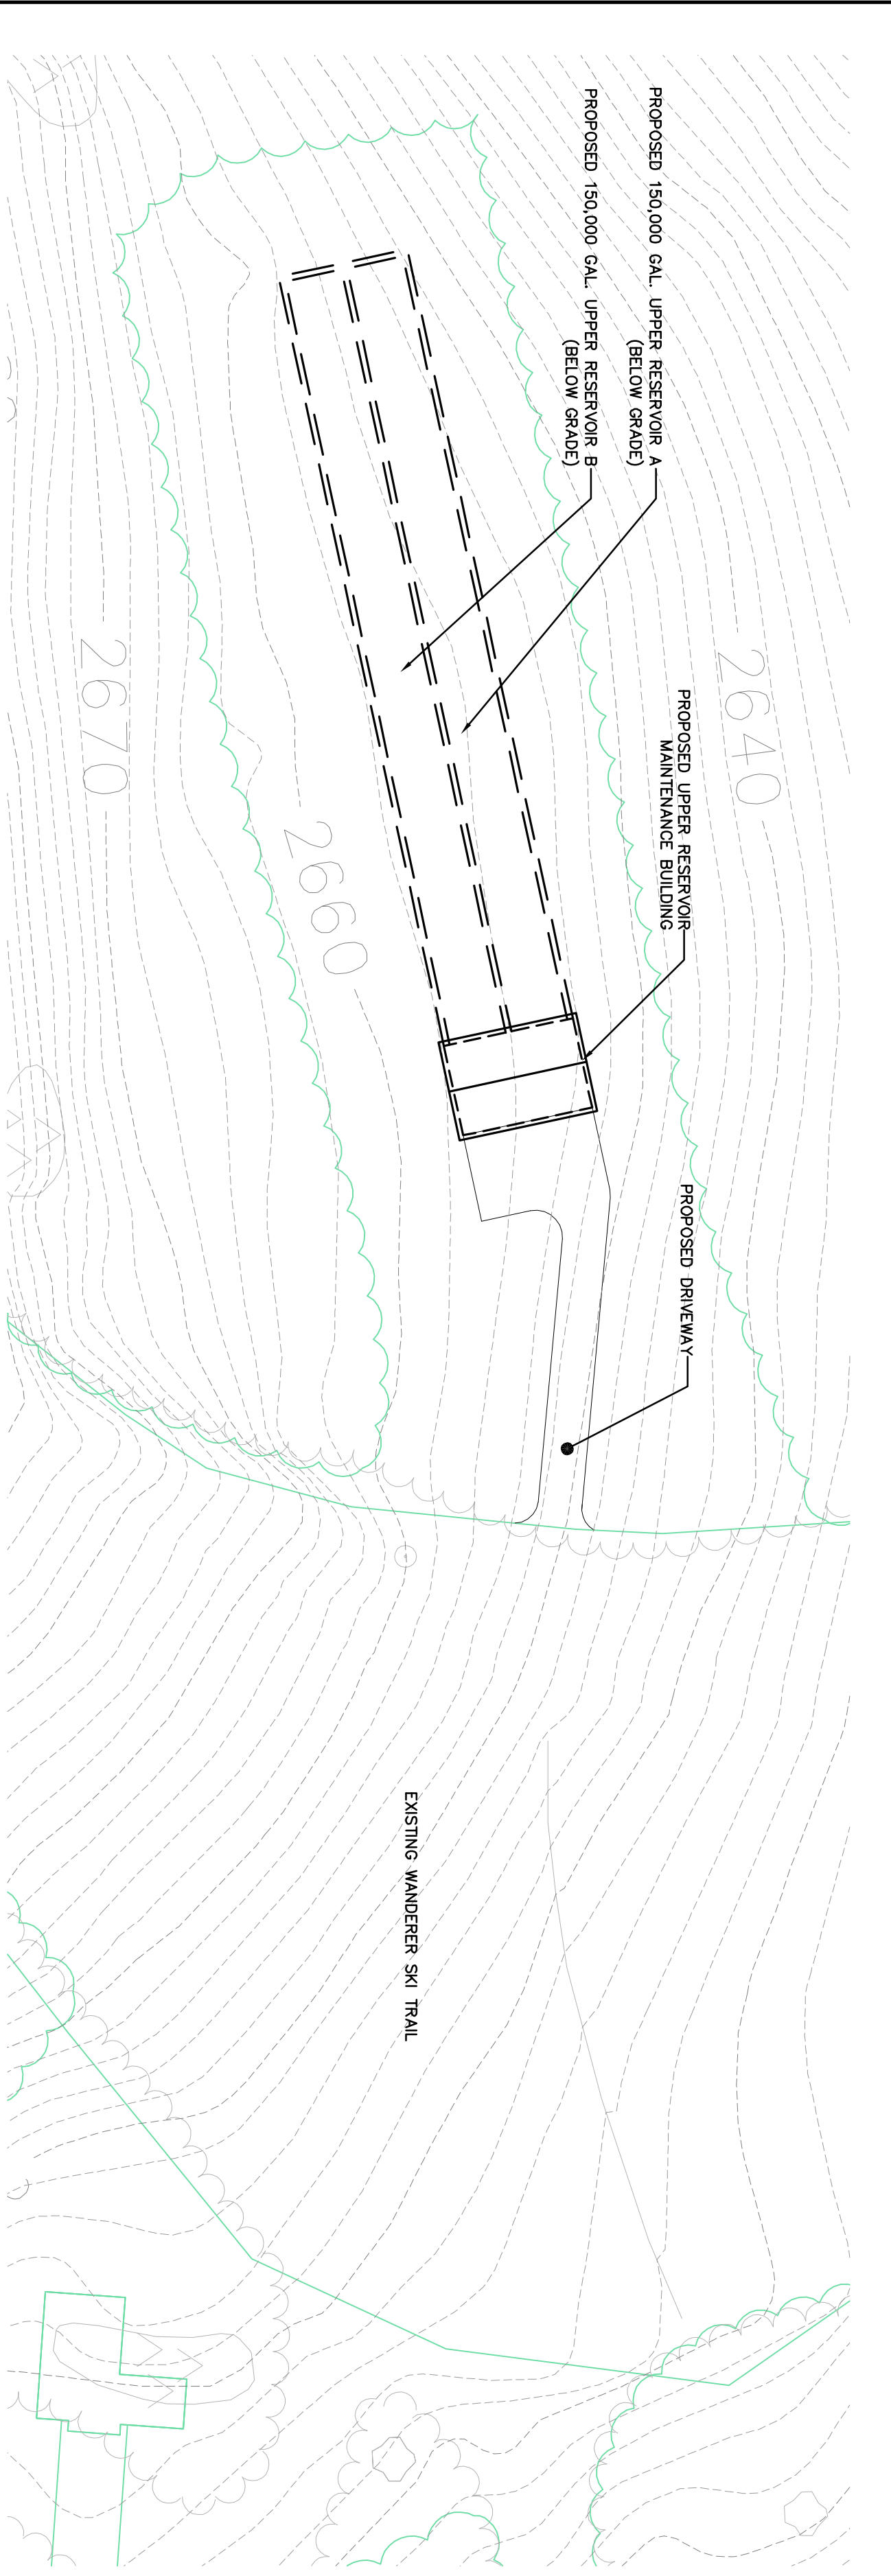 PROPOSED 150,000 GAL. UPPER RESERVOIR A
(BELOW GRADE)
PROPOSED 150,000 GAL. UPPER RESERVOIR B
(BELOW GRADE)
2640
PROPOSED UPPER RESERVOIR
MAINTENANCE BUILDING
2670
2660
PROPOSED DRIVEWAY
EXISTING WANDERER SKI TRAIL